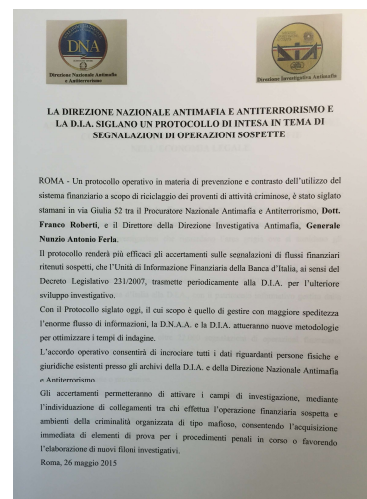 DNA
Direzione Nazionale Antimafia
e Antiterrorismo
Direzione Investigativa Antimafia
LA DIREZIONE NAZIONALE ANTIMAFIA E ANTITERRORISMO E
LA D.I.A. SIGLANO UN PROTOCOLLO DI INTESA IN TEMA DI
SEGNALAZIONI DI OPERAZIONI SOSPETTE
ROMA - Un protocollo operativo in materia di prevenzione e contrasto dell'utilizzo del
sistema finanziario a scopo di riciclaggio dei proventi di attività criminose, è stato siglato
stamani in via Giulia 52 tra il Procuratore Nazionale Antimafia e Antiterrorismo, Dott.
Franco Roberti, e il Direttore della Direzione Investigativa Antimafia, Generale
Nunzio Antonio Ferla.
Il protocollo renderà più efficaci gli accertamenti sulle segnalazioni di flussi finanziari
ritenuti sospetti, che l'Unità di Informazione Finanziaria della Banca d'Italia, ai sensi del
Decreto Legislativo 231/2007, trasmette periodicamente alla D.I.A. per l'ulteriore
sviluppo investigativo.
Con il Protocollo siglato oggi, il cui scopo è quello di gestire con maggiore speditezza
l'enorme flusso di informazioni, la D.N.A.A. e la D.I.A. attueranno nuove metodologie
per ottimizzare i tempi di indagine.
L'accordo operativo consentirà di incrociare tutti i dati riguardanti persone fisiche e
giuridiche esistenti presso gli archivi della D.I.A. e della Direzione Nazionale Antimafia
e Antiterrorismo
Gli accertamenti permetteranno di attivare i campi di investigazione, mediante
l'individuazione di collegamenti tra chi effettua l'operazione finanziaria sospetta e
ambienti della criminalità organizzata di tipo mafioso, consentendo l'acquisizione
immediata di elementi di prova per i procedimenti penali in corso o favorendo
l'elaborazione di nuovi filoni investigativi.
Roma, 26 maggio 2015